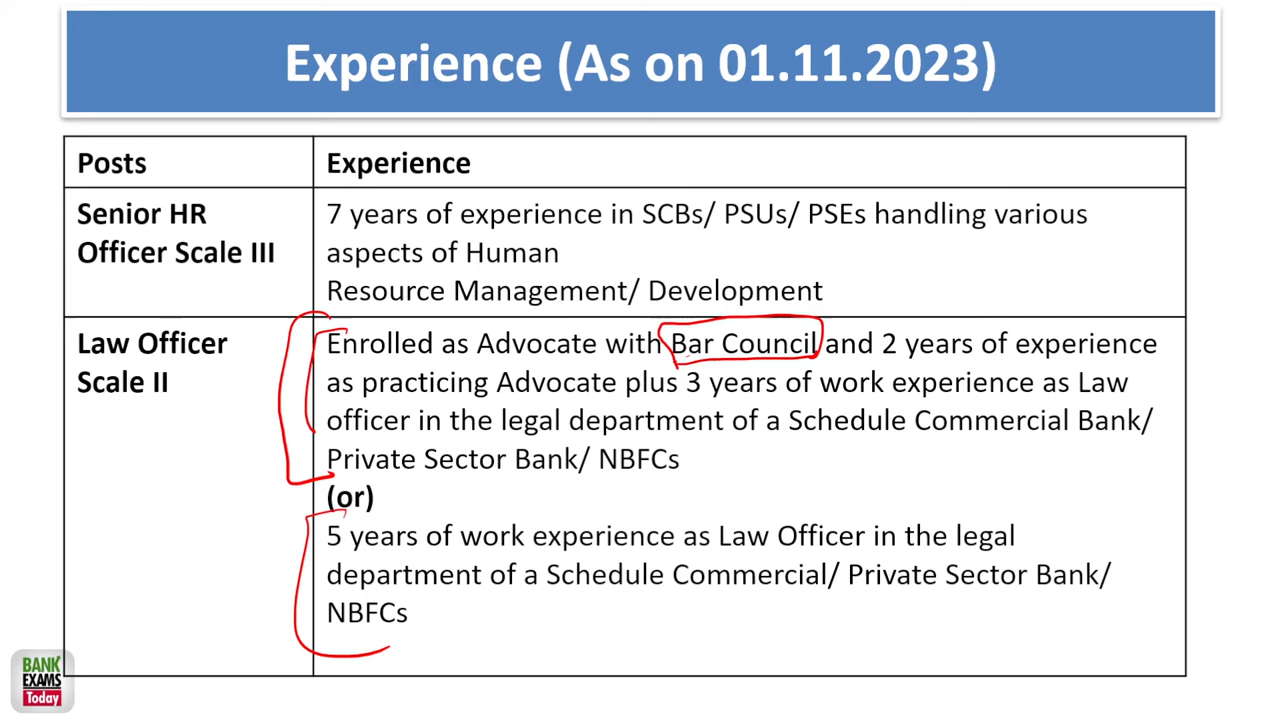 Experience (As on 01.11.2023)
Posts
Experience
Senior HR
Officer Scale III
7 years of experience in SCBs/ PSUs/ PSEs handling various
aspects of Human
Resource Management/ Development
Law Officer
Scale II
Enrolled as Advocate with Bar Council and 2 years of experience
as practicing Advocate plus 3 years of work experience as Law
officer in the legal department of a Schedule Commercial Bank/
Private Sector Bank/ NBFCs
(or)
5 years of work experience as Law Officer in the legal
department of a Schedule Commercial/ Private Sector Bank/
NBFCs
BANK
EXAMS
Today